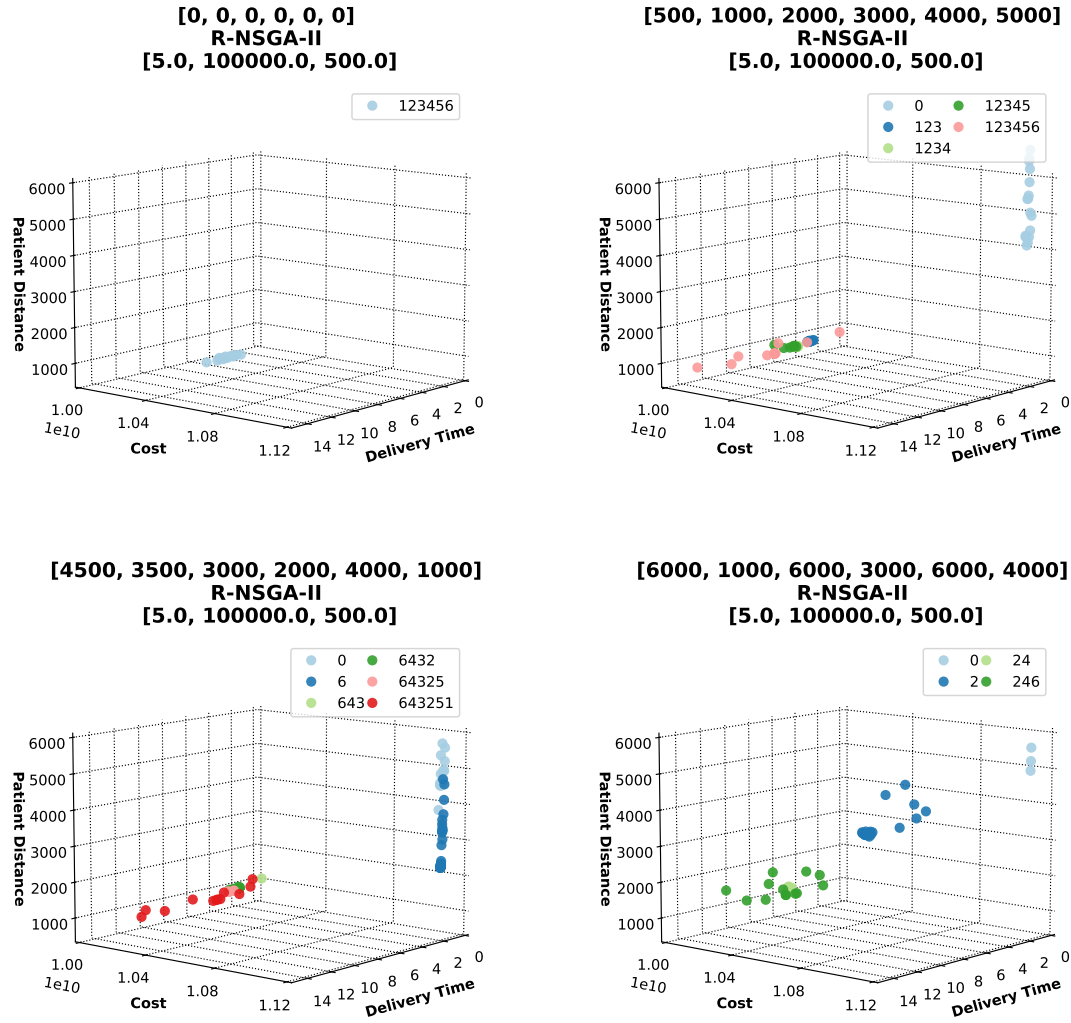 [0, 0, 0, 0, 0, 0]
R-NSGA-II
[5.0, 100000.0, 500.0]
123456
6000
5000
4000
3000
2000
1000
Patient Distance
1.00
1.04
1.08
1.12
1e10
Cost
14 12 10 8 6 4 2 0
Delivery Time
[500, 1000, 2000, 3000, 4000, 5000]
R-NSGA-II
[5.0, 100000.0, 500.0]
0 12345
123 123456
1234
6000
5000
4000
3000
2000
1000
Patient Distance
1.00
1.04
1.08
1.12
1e10
Cost
14 12 10 8 6 4 2 0
Delivery Time
[4500, 3500, 3000, 2000, 4000, 1000]
R-NSGA-II
[5.0, 100000.0, 500.0]
0 6432
6 64325
643 643251
6000
5000
4000
3000
2000
1000
Patient Distance
1.00
1.04
1.08
1.12
1e10
Cost
14 12 10 8 6 4 2 0
Delivery Time
[6000, 1000, 6000, 3000, 6000, 4000]
R-NSGA-II
[5.0, 100000.0, 500.0]
0 24
2 246
6000
5000
4000
3000
2000
1000
Patient Distance
1.00
1.04
1.08
1.12
1e10
Cost
14 12 10 8 6 4 2 0
Delivery Time